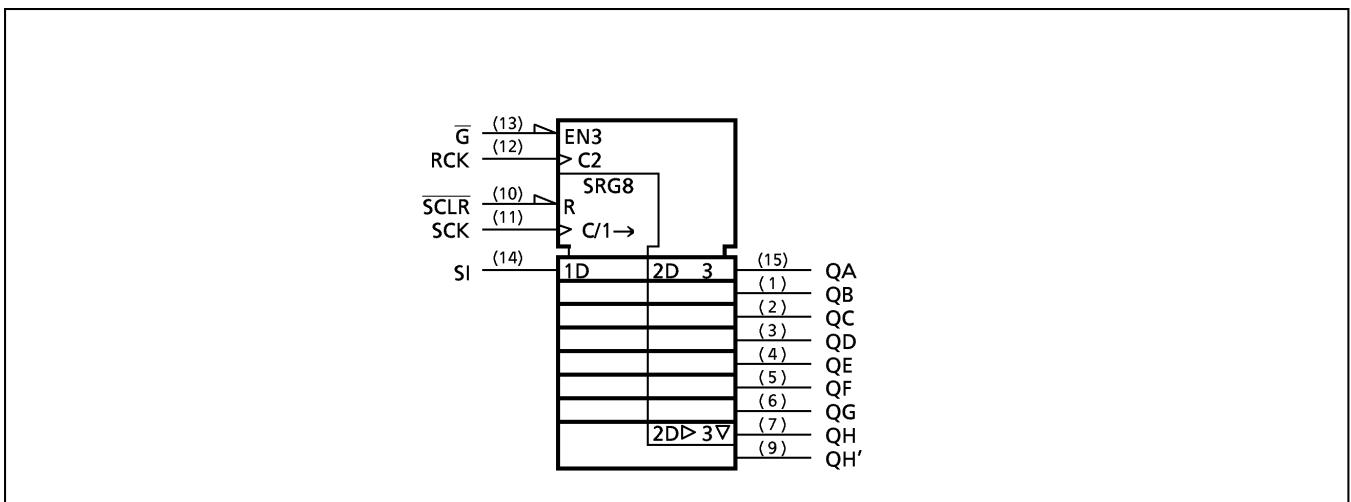 G̅ (13) EN3
RCK (12) C2
SRG8
S̅C̅L̅R̅ (10) R
SCK (11) C/1→
SI (14) 1D 2D 3 (15) QA
(1) QB
(2) QC
(3) QD
(4) QE
(5) QF
(6) QG
2D▷ 3▽ (7) QH
(9) QH′